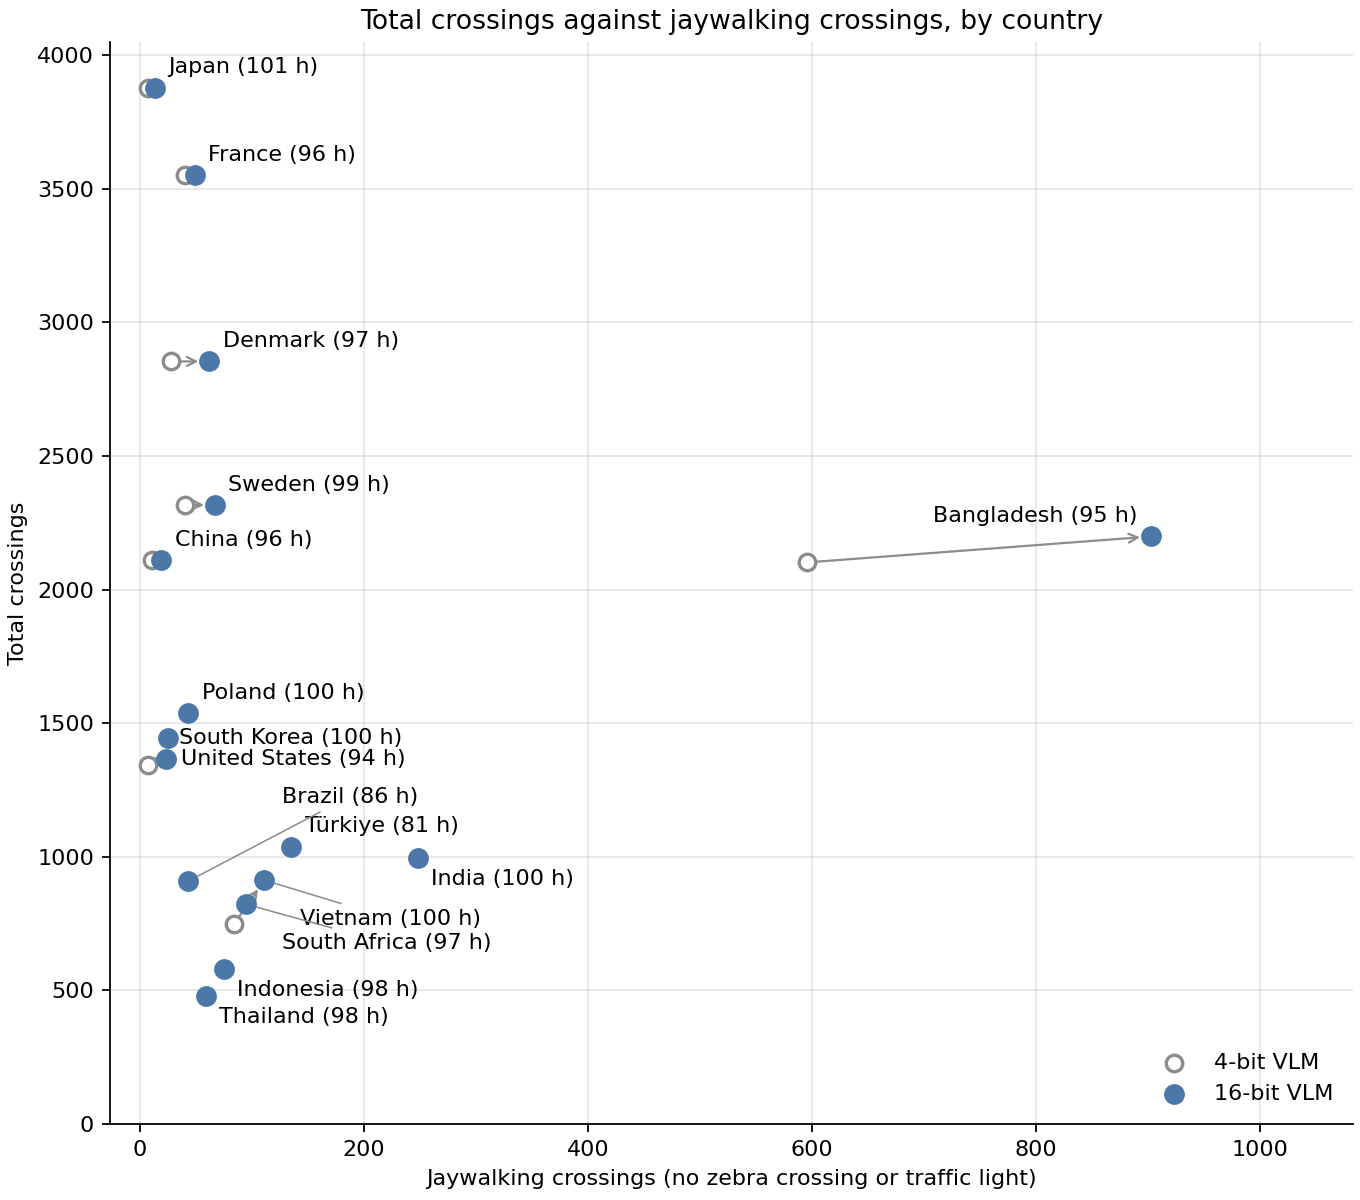 Total crossings against jaywalking crossings, by country
4000
3500
3000
2500
2000
1500
1000
500
0
Total crossings
Japan (101 h)
France (96 h)
Denmark (97 h)
Sweden (99 h)
Bangladesh (95 h)
China (96 h)
Poland (100 h)
South Korea (100 h)
United States (94 h)
Brazil (86 h)
Türkiye (81 h)
India (100 h)
Vietnam (100 h)
South Africa (97 h)
Indonesia (98 h)
Thailand (98 h)
4-bit VLM
16-bit VLM
0 200 400 600 800 1000
Jaywalking crossings (no zebra crossing or traffic light)